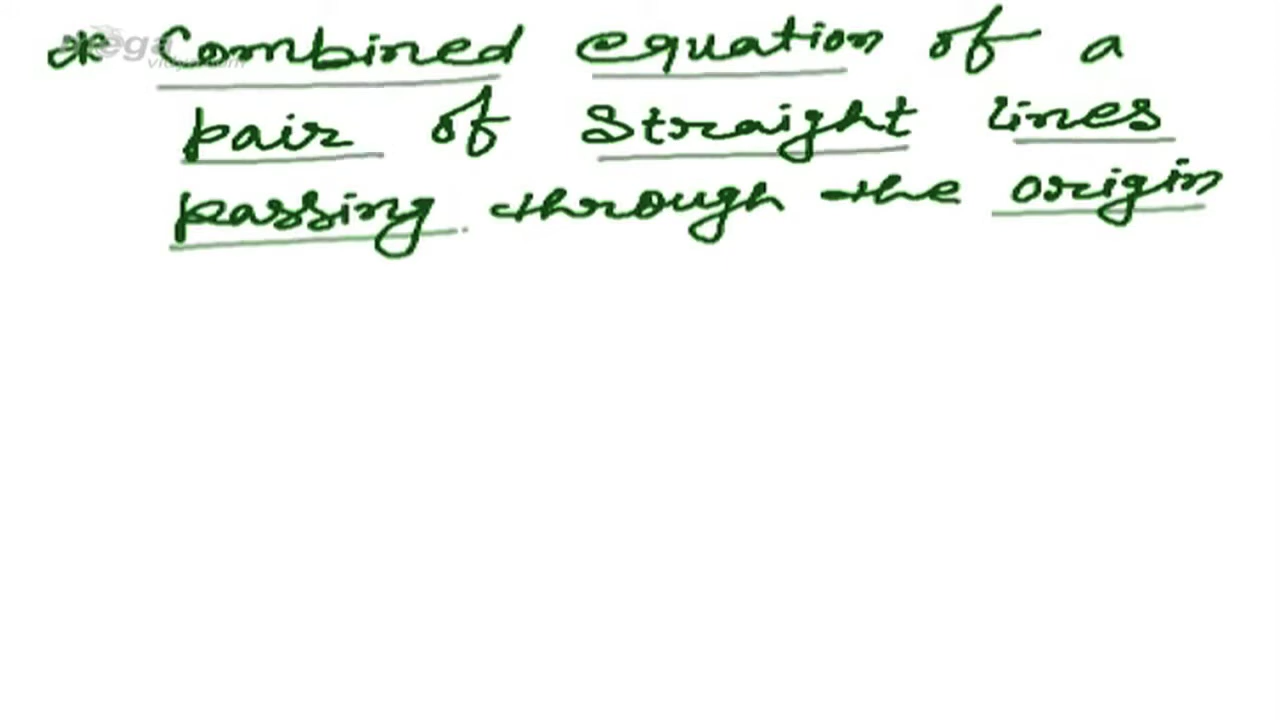 * Combined equation of a
pair of straight lines
passing through the origin